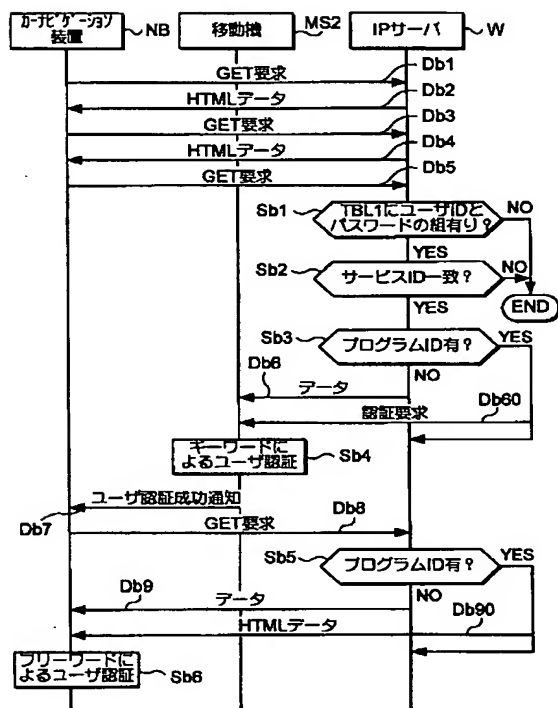 カーナビゲーション
装置
NB
移動機
MS2
IPサーバ
W
GET要求
Db1
HTMLデータ
Db2
GET要求
Db3
HTMLデータ
Db4
GET要求
Db5
Sb1
TBL1にユーザIDと
パスワードの組有り?
NO
YES
Sb2
サービスID一致?
NO
YES
END
Sb3
プログラムID有?
YES
NO
Db6
データ
認証要求
Db60
キーワードに
よるユーザ認証
Sb4
ユーザ認証成功通知
Db7
GET要求
Db8
Sb5
プログラムID有?
YES
NO
Db9
データ
HTMLデータ
Db90
フリーワードに
よるユーザ認証
Sb6